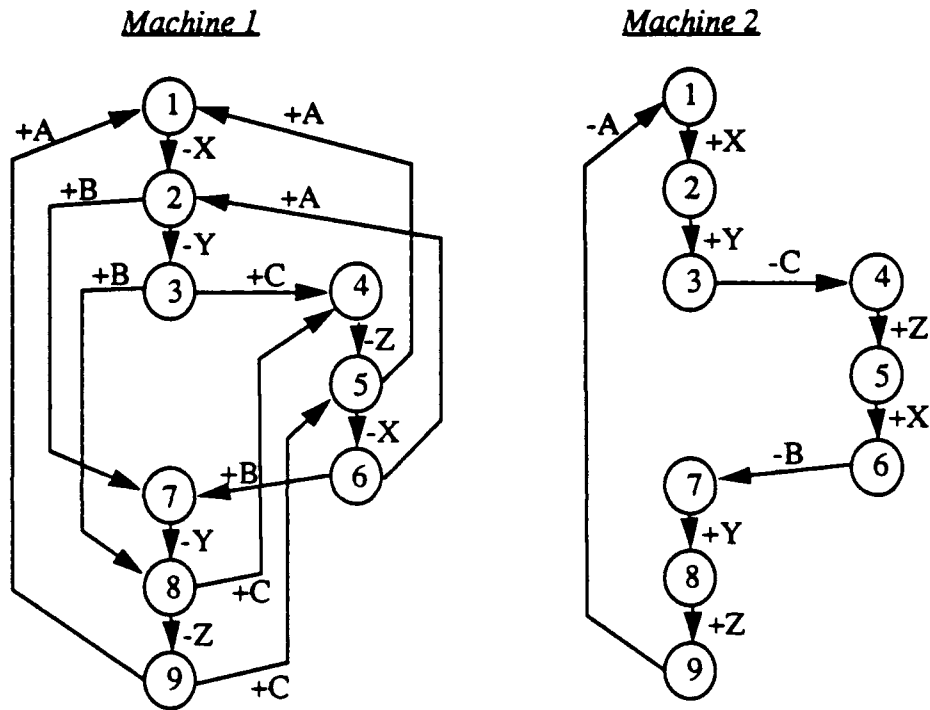 Machine 1
1
+A
+A
-X
+B
2
+A
-Y
+B
3
+C
4
-Z
5
-X
+B
6
7
-Y
8
+C
-Z
9
+C
Machine 2
1
-A
+X
2
+Y
3
-C
4
+Z
5
+X
-B
6
7
+Y
8
+Z
9